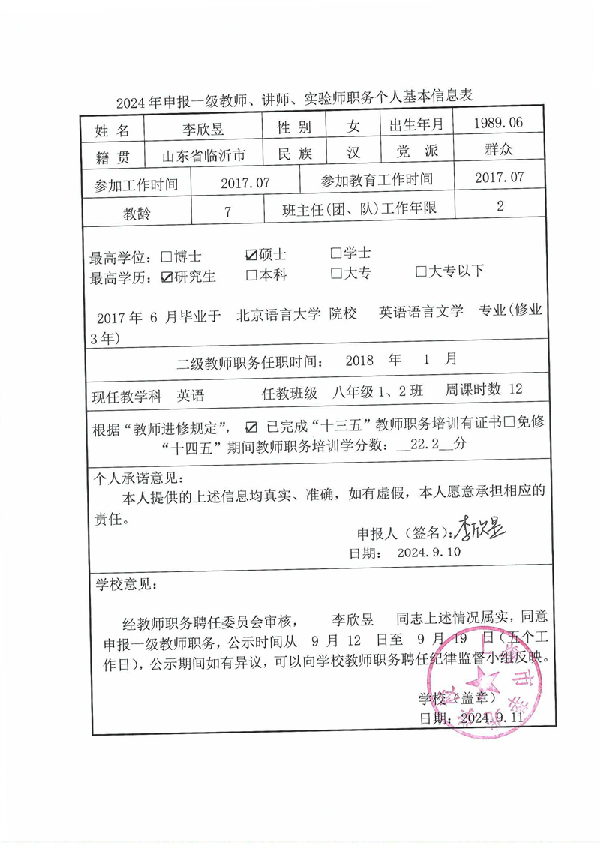 2024年申报一级教师、讲师、实验师职务个人基本信息表
姓 名 李欣昱 性 别 女 出生年月 1989.06
籍 贯 山东省临沂市 民 族 汉 党 派 群众
参加工作时间 2017.07 参加教育工作时间 2017.07
教龄 7 班主任(团、队)工作年限 2
最高学位：□博士 ☑硕士 □学士
最高学历：☑研究生 □本科 □大专 □大专以下
2017年 6 月毕业于 北京语言大学 院校 英语语言文学 专业(修业
3年)
二级教师职务任职时间： 2018 年 1 月
现任教学科 英语 任教班级 八年级1、2班 周课时数 12
根据“教师进修规定”，☑ 已完成“十三五”教师职务培训有证书□免修
“十四五”期间教师职务培训学分数：__22.2__分
个人承诺意见：
本人提供的上述信息均真实、准确，如有虚假，本人愿意承担相应的
责任。
申报人（签名）：李欣昱
日期： 2024.9.10
学校意见：
经教师职务聘任委员会审核， 李欣昱 同志上述情况属实，同意
申报一级教师职务，公示时间从 9 月 12 日至 9 月 19 日（五个工
作日），公示期间如有异议，可以向学校教师职务聘任纪律监督小组反映。
学校（盖章）
日期：2024.9.11